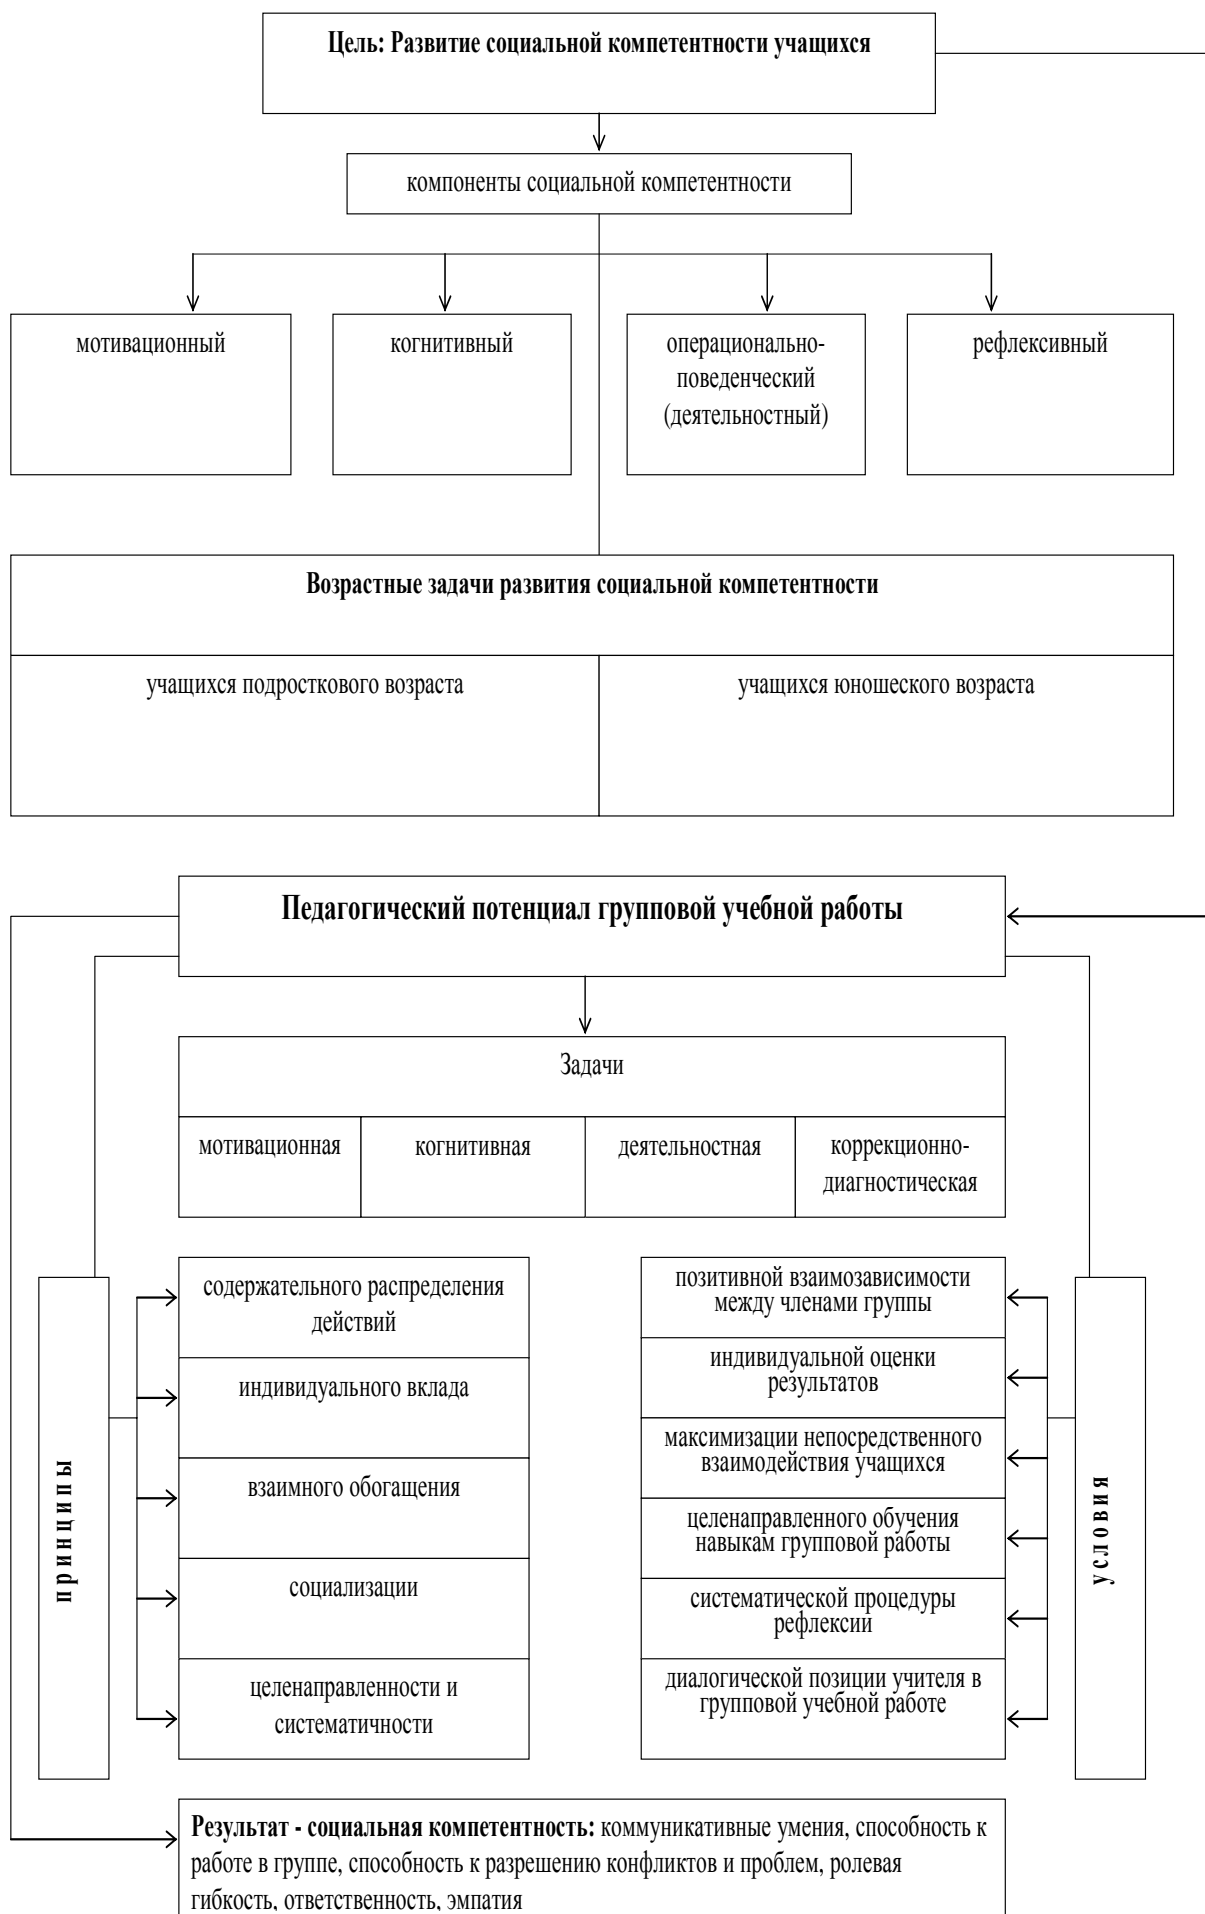 Цель: Развитие социальной компетентности учащихся
компоненты социальной компетентности
мотивационный
когнитивный
операционально-
поведенческий
(деятельностный)
рефлексивный
Возрастные задачи развития социальной компетентности
учащихся подросткового возраста
учащихся юношеского возраста
Педагогический потенциал групповой учебной работы
Задачи
мотивационная
когнитивная
деятельностная
коррекционно-
диагностическая
принципы
содержательного распределения
действий
индивидуального вклада
взаимного обогащения
социализации
целенаправленности и
систематичности
позитивной взаимозависимости
между членами группы
индивидуальной оценки
результатов
максимизации непосредственного
взаимодействия учащихся
целенаправленного обучения
навыкам групповой работы
систематической процедуры
рефлексии
диалогической позиции учителя в
групповой учебной работе
условия
Результат - социальная компетентность: коммуникативные умения, способность к
работе в группе, способность к разрешению конфликтов и проблем, ролевая
гибкость, ответственность, эмпатия